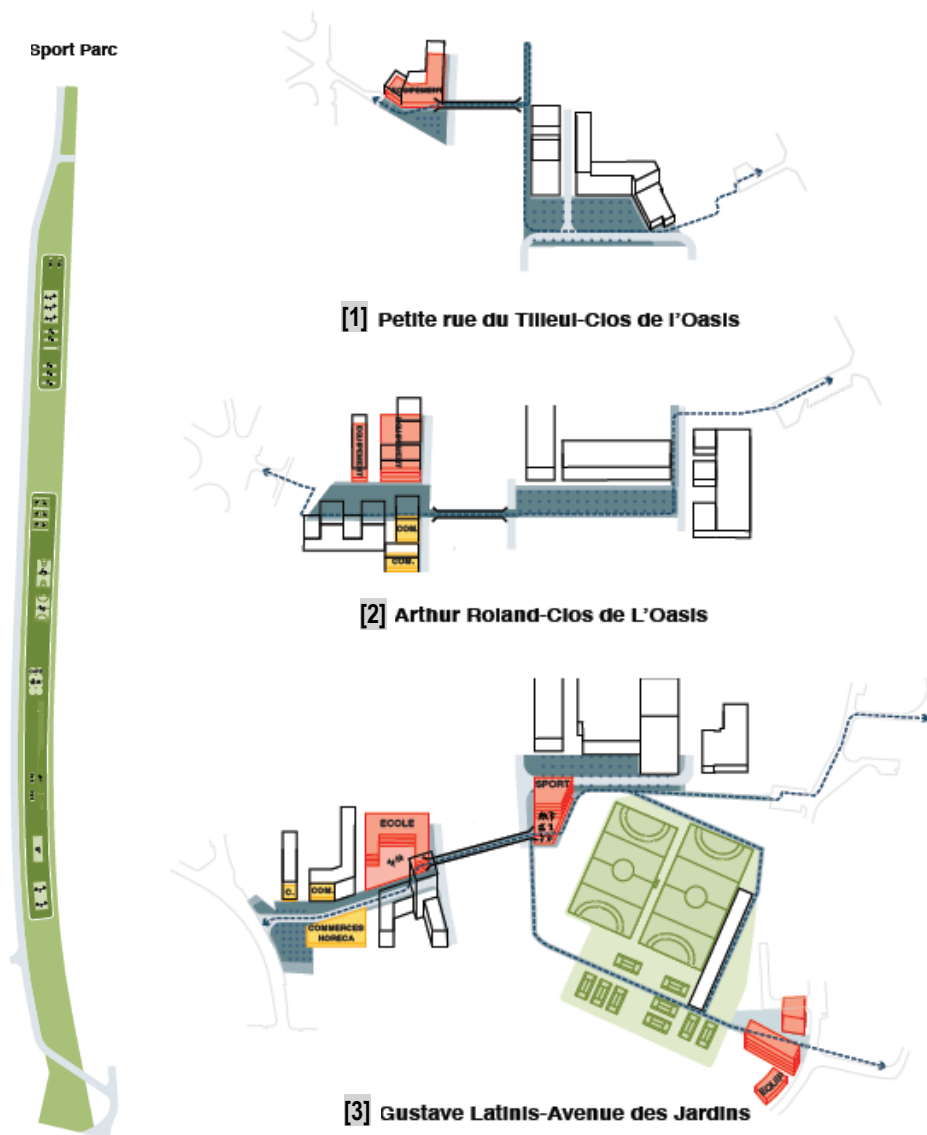 Sport Parc
EQUIPEMENT
[1] Petite rue du Tilleul-Clos de l'Oasis
EQUIPEMENT
EQUIPEMENT
COM.
COM.
[2] Arthur Roland-Clos de L'Oasis
SPORT
ECOLE
C.
COM.
COMMERCES
HORECA
EQUIP
[3] Gustave Latinis-Avenue des Jardins